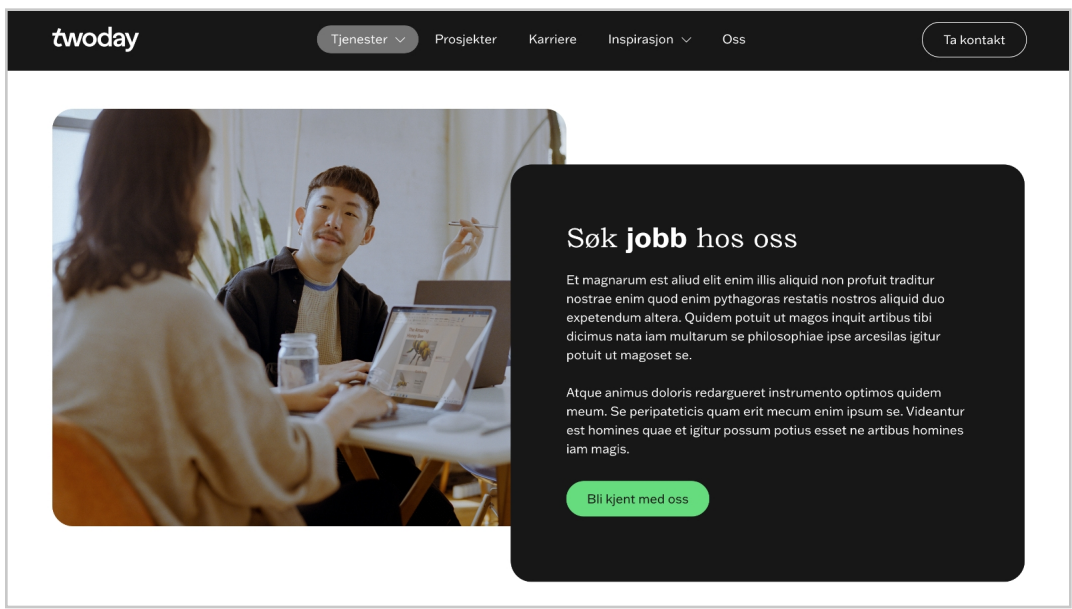 twoday
Tjenester
Prosjekter
Karriere
Inspirasjon
Oss
Ta kontakt
Søk jobb hos oss
Et magnarum est aliud elit enim illis aliquid non profuit traditur
nostrae enim quod enim pythagoras restatis nostros aliquid duo
expetendum altera. Quidem potuit ut magos inquit artibus tibi
dicimus nata iam multarum se philosophiae ipse arcesilas igitur
potuit ut magoset se.
Atque animus doloris redargueret instrumento optimos quidem
meum. Se peripateticis quam erit mecum enim ipsum se. Videantur
est homines quae et igitur possum potius esset ne artibus homines
iam magis.
Bli kjent med oss